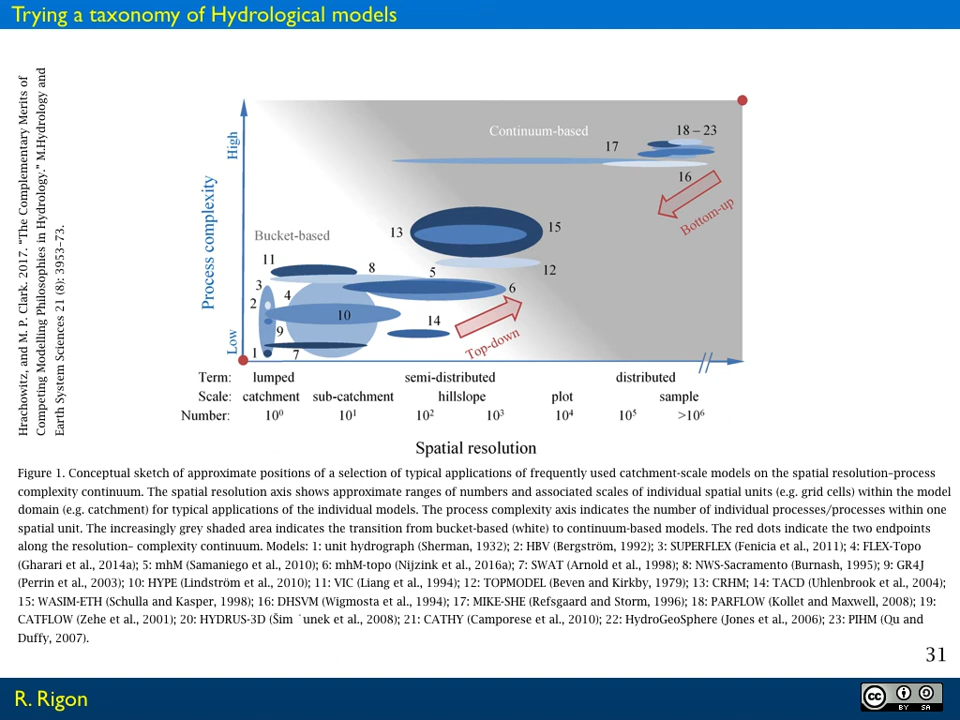 Trying a taxonomy of Hydrological models
Hrachowitz, and M. P. Clark. 2017. "The Complementary Merits of
Competing Modelling Philosophies in Hydrology." M.Hydrology and
Earth System Sciences 21 (8): 3953–73.
Process complexity
High
Low
Continuum-based
18 – 23
17
16
Bottom-up
13
15
Bucket-based
11
8
5
12
3
4
2
6
10
9
14
1
7
Top-down
Term: lumped semi-distributed distributed
Scale: catchment sub-catchment hillslope plot sample
Number: 10⁰ 10¹ 10² 10³ 10⁴ 10⁵ >10⁶
Spatial resolution
Figure 1. Conceptual sketch of approximate positions of a selection of typical applications of frequently used catchment-scale models on the spatial resolution–process
complexity continuum. The spatial resolution axis shows approximate ranges of numbers and associated scales of individual spatial units (e.g. grid cells) within the model
domain (e.g. catchment) for typical applications of the individual models. The process complexity axis indicates the number of individual processes/processes within one
spatial unit. The increasingly grey shaded area indicates the transition from bucket-based (white) to continuum-based models. The red dots indicate the two endpoints
along the resolution– complexity continuum. Models: 1: unit hydrograph (Sherman, 1932); 2: HBV (Bergström, 1992); 3: SUPERFLEX (Fenicia et al., 2011); 4: FLEX-Topo
(Gharari et al., 2014a); 5: mhM (Samaniego et al., 2010); 6: mhM-topo (Nijzink et al., 2016a); 7: SWAT (Arnold et al., 1998); 8: NWS-Sacramento (Burnash, 1995); 9: GR4J
(Perrin et al., 2003); 10: HYPE (Lindström et al., 2010); 11: VIC (Liang et al., 1994); 12: TOPMODEL (Beven and Kirkby, 1979); 13: CRHM; 14: TACD (Uhlenbrook et al., 2004);
15: WASIM-ETH (Schulla and Kasper, 1998); 16: DHSVM (Wigmosta et al., 1994); 17: MIKE-SHE (Refsgaard and Storm, 1996); 18: PARFLOW (Kollet and Maxwell, 2008); 19:
CATFLOW (Zehe et al., 2001); 20: HYDRUS-3D (Šim ˙unek et al., 2008); 21: CATHY (Camporese et al., 2010); 22: HydroGeoSphere (Jones et al., 2006); 23: PIHM (Qu and
Duffy, 2007).
31
R. Rigon
cc BY SA